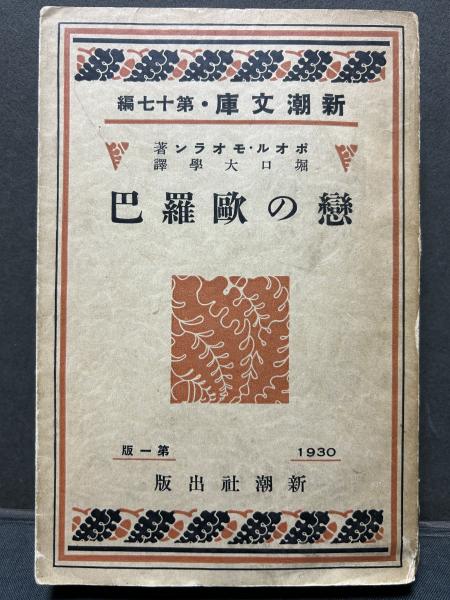 新潮文庫・第十七編
ポオル・モオラン著
堀口大學譯
戀の歐羅巴
1930 第一版
新潮社出版